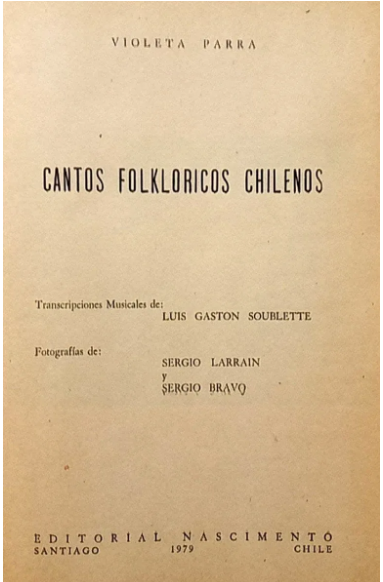 VIOLETA PARRA
CANTOS FOLKLORICOS CHILENOS
Transcripciones Musicales de:
LUIS GASTON SOUBLETTE
Fotografías de:
SERGIO LARRAIN
y
SERGIO BRAVO
EDITORIAL NASCIMENTO
SANTIAGO 1979 CHILE